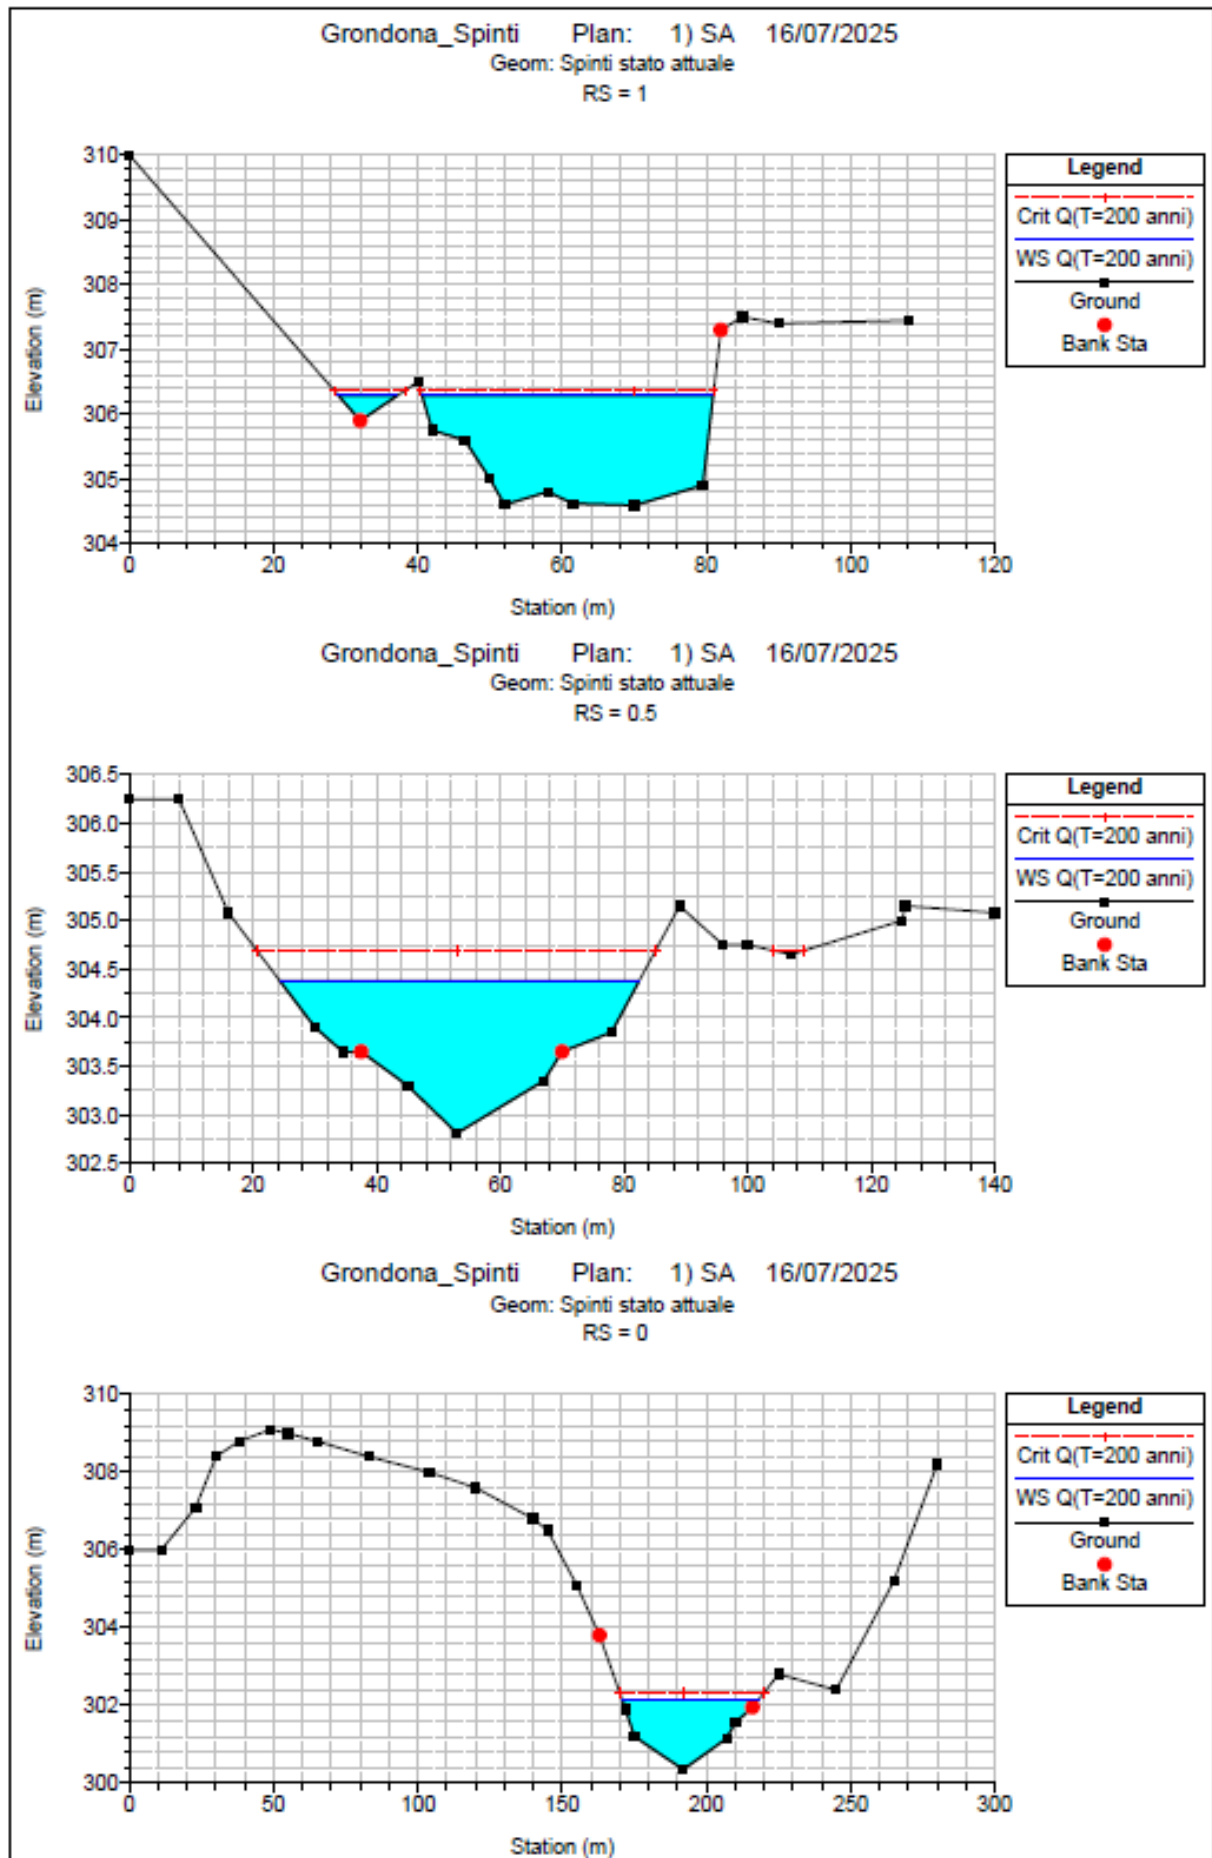 Grondona_Spinti Plan: 1) SA 16/07/2025
Geom: Spinti stato attuale
RS = 1
310
309
308
307
306
305
304
Elevation (m)
0 20 40 60 80 100 120
Station (m)
Legend
Crit Q(T=200 anni)
WS Q(T=200 anni)
Ground
Bank Sta
Grondona_Spinti Plan: 1) SA 16/07/2025
Geom: Spinti stato attuale
RS = 0.5
306.5
306.0
305.5
305.0
304.5
304.0
303.5
303.0
302.5
Elevation (m)
0 20 40 60 80 100 120 140
Station (m)
Legend
Crit Q(T=200 anni)
WS Q(T=200 anni)
Ground
Bank Sta
Grondona_Spinti Plan: 1) SA 16/07/2025
Geom: Spinti stato attuale
RS = 0
310
308
306
304
302
300
Elevation (m)
0 50 100 150 200 250 300
Station (m)
Legend
Crit Q(T=200 anni)
WS Q(T=200 anni)
Ground
Bank Sta